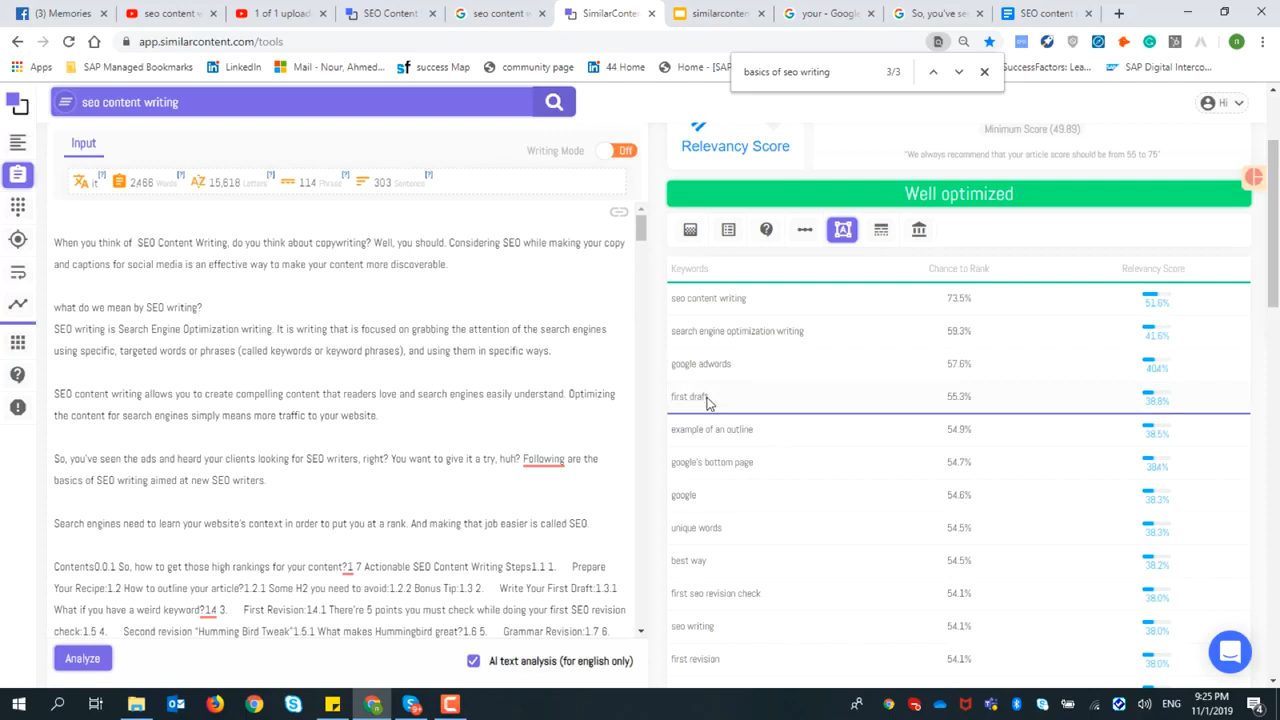 Facebook
youtube seo cont
1 of 1 upload
SEO Content
seo content w
SimilarConten
similarconten
your - Google
So, you've se
SEO content
app.similarcontent.com/tools
Apps
SAP Managed Bookmarks
LinkedIn
Mail - Nour, Ahmed...
success Map
community page
44 Home
Home - [SAP
SuccessFactors: Lea...
SAP Digital Interco...
basics of seo writing
3/3
seo content writing
Hi
Input
Writing Mode
Off
it [?] 2,466 Words [?] 15,618 Letters [?] 114 Phrase [?] 303 Sentence [?]
When you think of SEO Content Writing, do you think about copywriting? Well, you should. Considering SEO while making your copy
and captions for social media is an effective way to make your content more discoverable.
what do we mean by SEO writing?
SEO writing is Search Engine Optimization writing. It is writing that is focused on grabbing the attention of the search engines
using specific, targeted words or phrases (called keywords or keyword phrases), and using them in specific ways.
SEO content writing allows you to create compelling content that readers love and search engines easily understand. Optimizing
the content for search engines simply means more traffic to your website.
So, you've seen the ads and heard your clients looking for SEO writers, right? You want to give it a try, huh? Following are the
basics of SEO writing aimed at new SEO writers.
Search engines need to learn your website's context in order to put you at a rank. And making that job easier is called SEO.
Contents0.0.1 So, how to get those high rankings for your content?1 7 Actionable SEO Content Writing Steps1.1 1. Prepare
Your Recipe:1.2 How to outline your article?1.2.1 Some H2 you need to avoid:1.2.2 Bonus tip:1.3 2. Write Your First Draft:1.3.1
What if you have a weird keyword?1.4 3. First Revision:1.4.1 There're 5 points you must check while doing your first SEO revision
check:1.5 4. Second revision "Humming Bird Tweak"1.5.1 What makes Hummingbird great?1.6 5. Grammar Revision:1.7 6.
Analyze
AI text analysis (for english only)
Relevancy Score
Minimum Score (49.89)
"We always recommend that your article score should be from 55 to 75"
Well optimized
Keywords Chance to Rank Relevancy Score
seo content writing 73.5% 51.6%
search engine optimization writing 59.3% 41.6%
google adwords 57.6% 40.4%
first draft 55.3% 38.8%
example of an outline 54.9% 38.5%
google's bottom page 54.7% 38.4%
google 54.6% 38.3%
unique words 54.5% 38.3%
best way 54.5% 38.2%
first seo revision check 54.1% 38.0%
seo writing 54.1% 38.0%
first revision 54.1% 38.0%
ENG
9:25 PM
11/1/2019